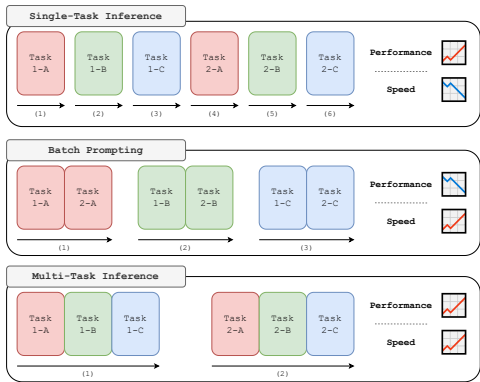 Single-Task Inference
Task 1-A
Task 1-B
Task 1-C
Task 2-A
Task 2-B
Task 2-C
Performance
Speed
(1)
(2)
(3)
(4)
(5)
(6)
Batch Prompting
Task 1-A
Task 2-A
Task 1-B
Task 2-B
Task 1-C
Task 2-C
Performance
Speed
(1)
(2)
(3)
Multi-Task Inference
Task 1-A
Task 1-B
Task 1-C
Task 2-A
Task 2-B
Task 2-C
Performance
Speed
(1)
(2)